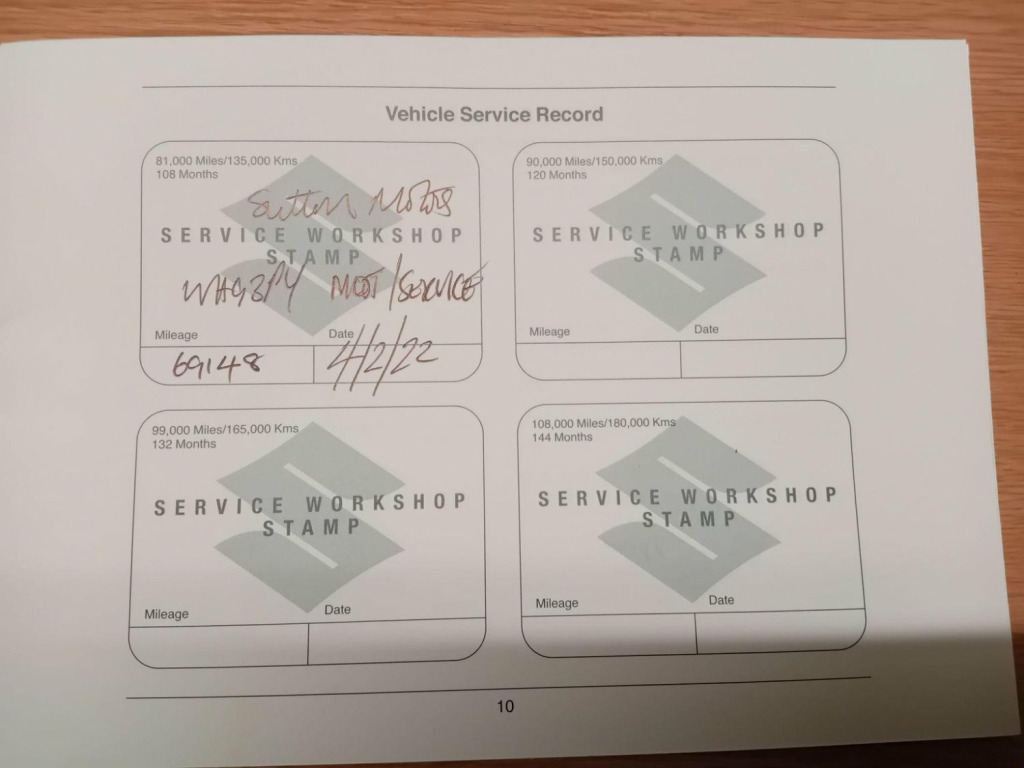 Vehicle Service Record
81,000 Miles/135,000 Kms
108 Months
Sutton Motors
SERVICE WORKSHOP
STAMP
MOT/SERVICE
Mileage Date
69148 4/2/22
90,000 Miles/150,000 Kms
120 Months
SERVICE WORKSHOP
STAMP
Mileage Date
99,000 Miles/165,000 Kms
132 Months
SERVICE WORKSHOP
STAMP
Mileage Date
108,000 Miles/180,000 Kms
144 Months
SERVICE WORKSHOP
STAMP
Mileage Date
10